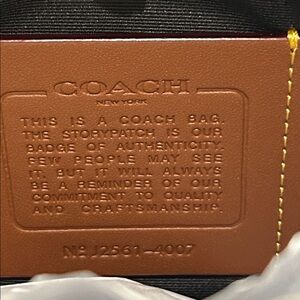 COACH
NEW YORK
THIS IS A COACH BAG.
THE STORYPATCH IS OUR
BADGE OF AUTHENTICITY.
FEW PEOPLE MAY SEE
IT. BUT IT WILL ALWAYS
BE A REMINDER OF OUR
COMMITMENT TO QUALITY
AND CRAFTSMANSHIP.
Nº J2561-4007